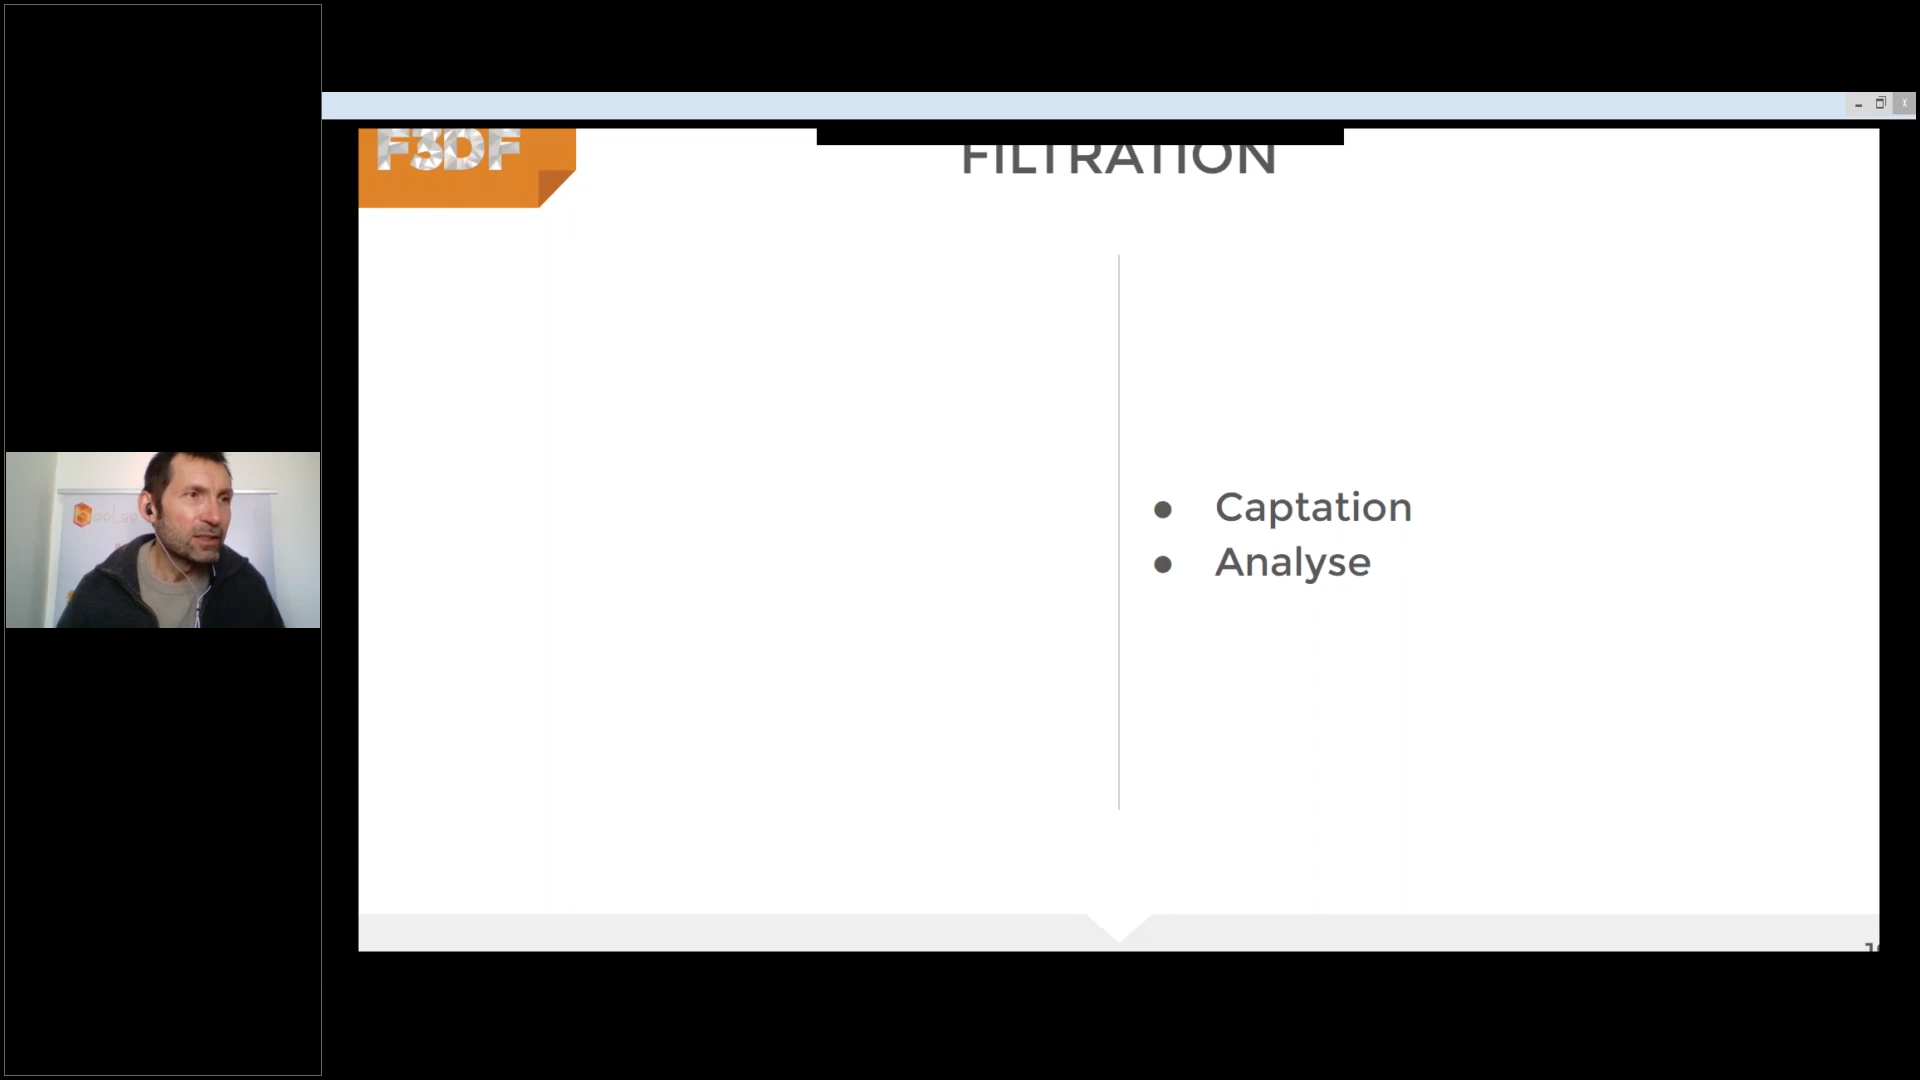 F3DF
FILTRATION
● Captation
● Analyse